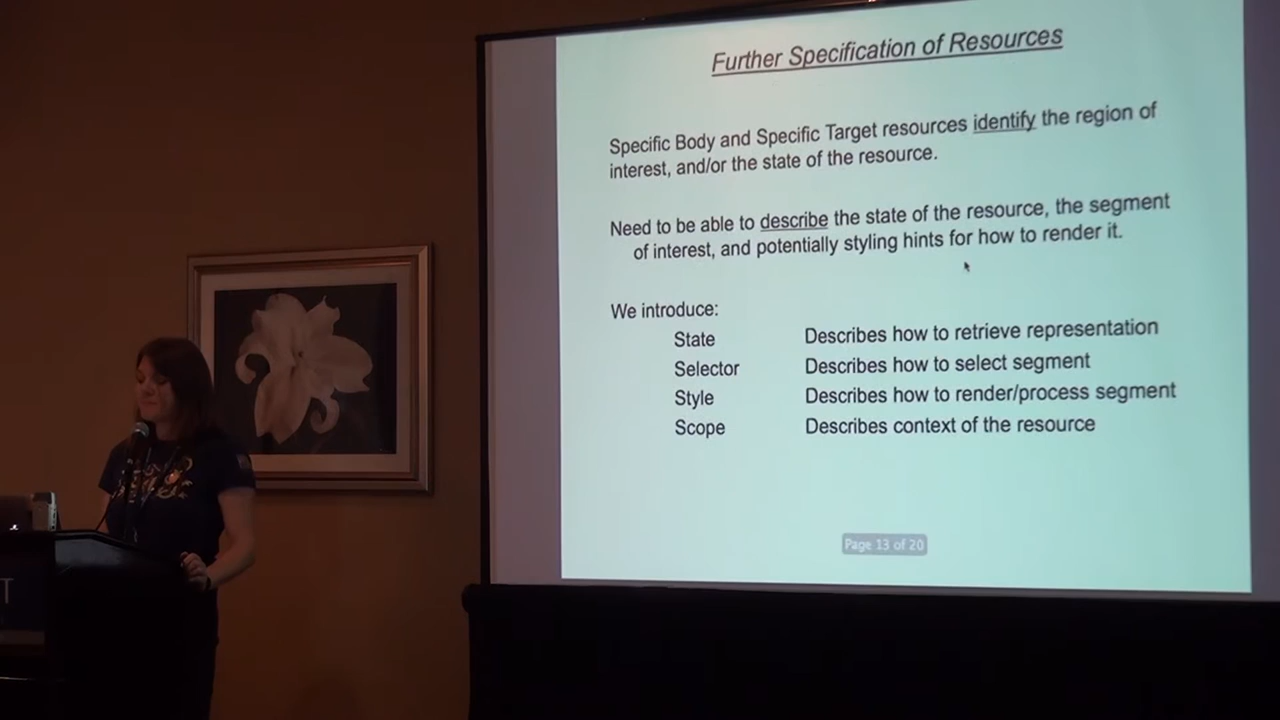 Further Specification of Resources
Specific Body and Specific Target resources identify the region of
interest, and/or the state of the resource.
Need to be able to describe the state of the resource, the segment
of interest, and potentially styling hints for how to render it.
We introduce:
State Describes how to retrieve representation
Selector Describes how to select segment
Style Describes how to render/process segment
Scope Describes context of the resource
Page 13 of 20
T